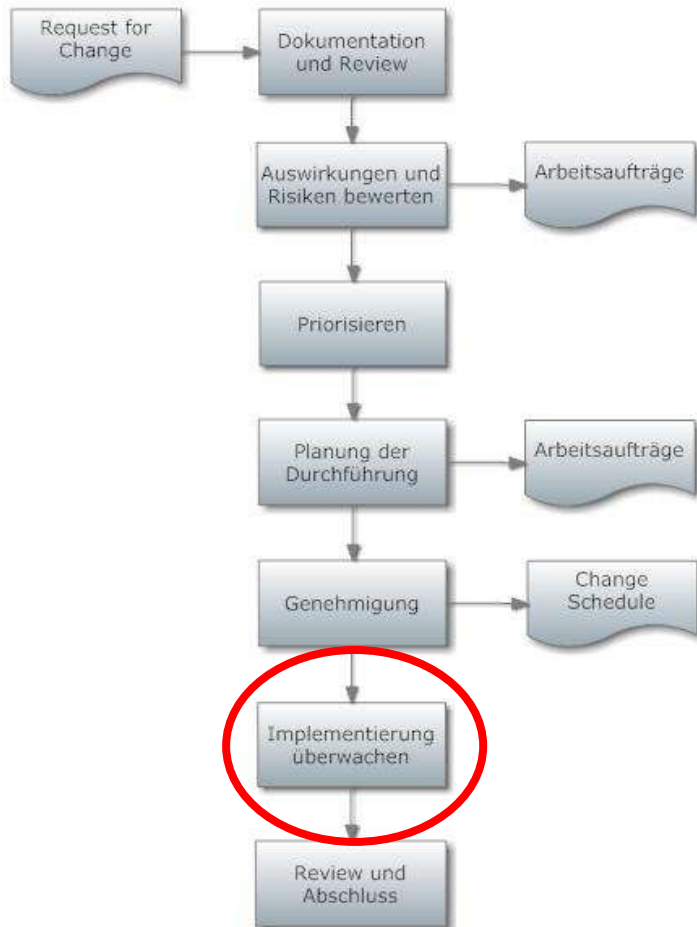 Request for
Change
Dokumentation
und Review
Auswirkungen und
Risiken bewerten
Arbeitsaufträge
Priorisieren
Planung der
Durchführung
Arbeitsaufträge
Genehmigung
Change
Schedule
Implementierung
überwachen
Review und
Abschluss